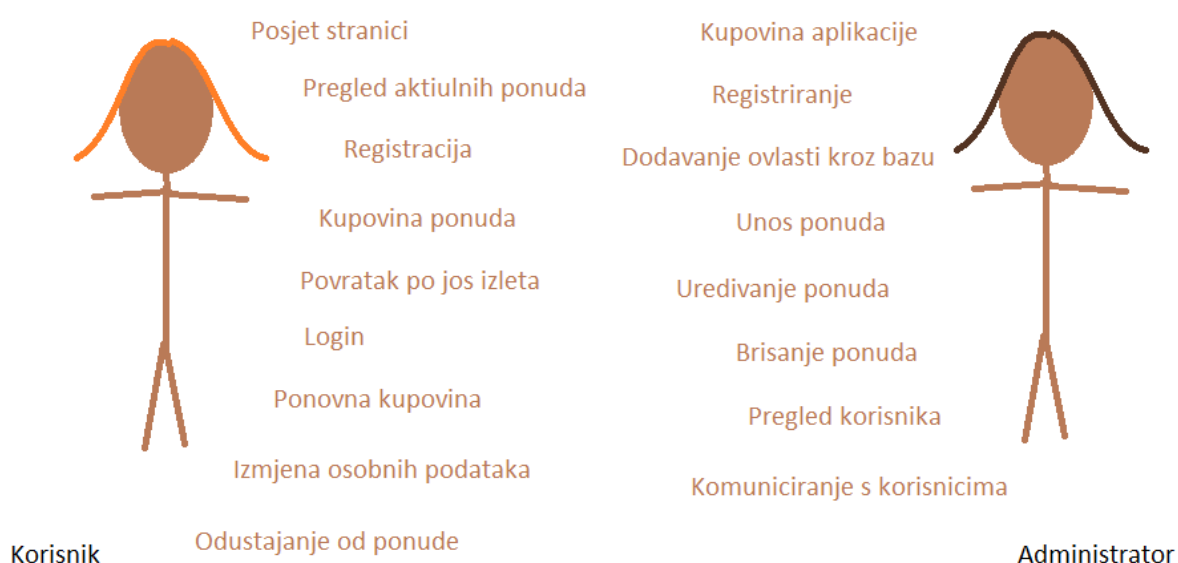 Posjet stranici
Pregled aktiulnih ponuda
Registracija
Kupovina ponuda
Povratak po jos izleta
Login
Ponovna kupovina
Izmjena osobnih podataka
Odustajanje od ponude
Korisnik
Kupovina aplikacije
Registriranje
Dodavanje ovlasti kroz bazu
Unos ponuda
Uredivanje ponuda
Brisanje ponuda
Pregled korisnika
Komuniciranje s korisnicima
Administrator